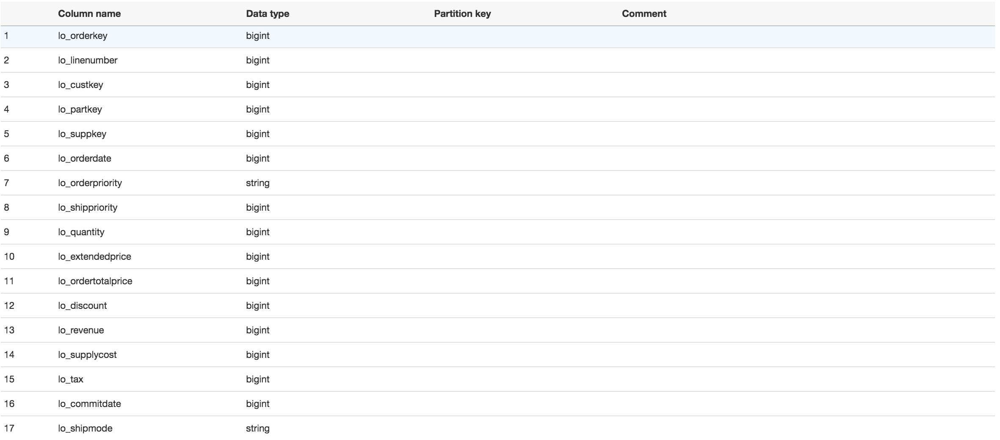 Column name Data type Partition key Comment
1 lo_orderkey bigint
2 lo_linenumber bigint
3 lo_custkey bigint
4 lo_partkey bigint
5 lo_suppkey bigint
6 lo_orderdate bigint
7 lo_orderpriority string
8 lo_shippriority bigint
9 lo_quantity bigint
10 lo_extendedprice bigint
11 lo_ordertotalprice bigint
12 lo_discount bigint
13 lo_revenue bigint
14 lo_supplycost bigint
15 lo_tax bigint
16 lo_commitdate bigint
17 lo_shipmode string